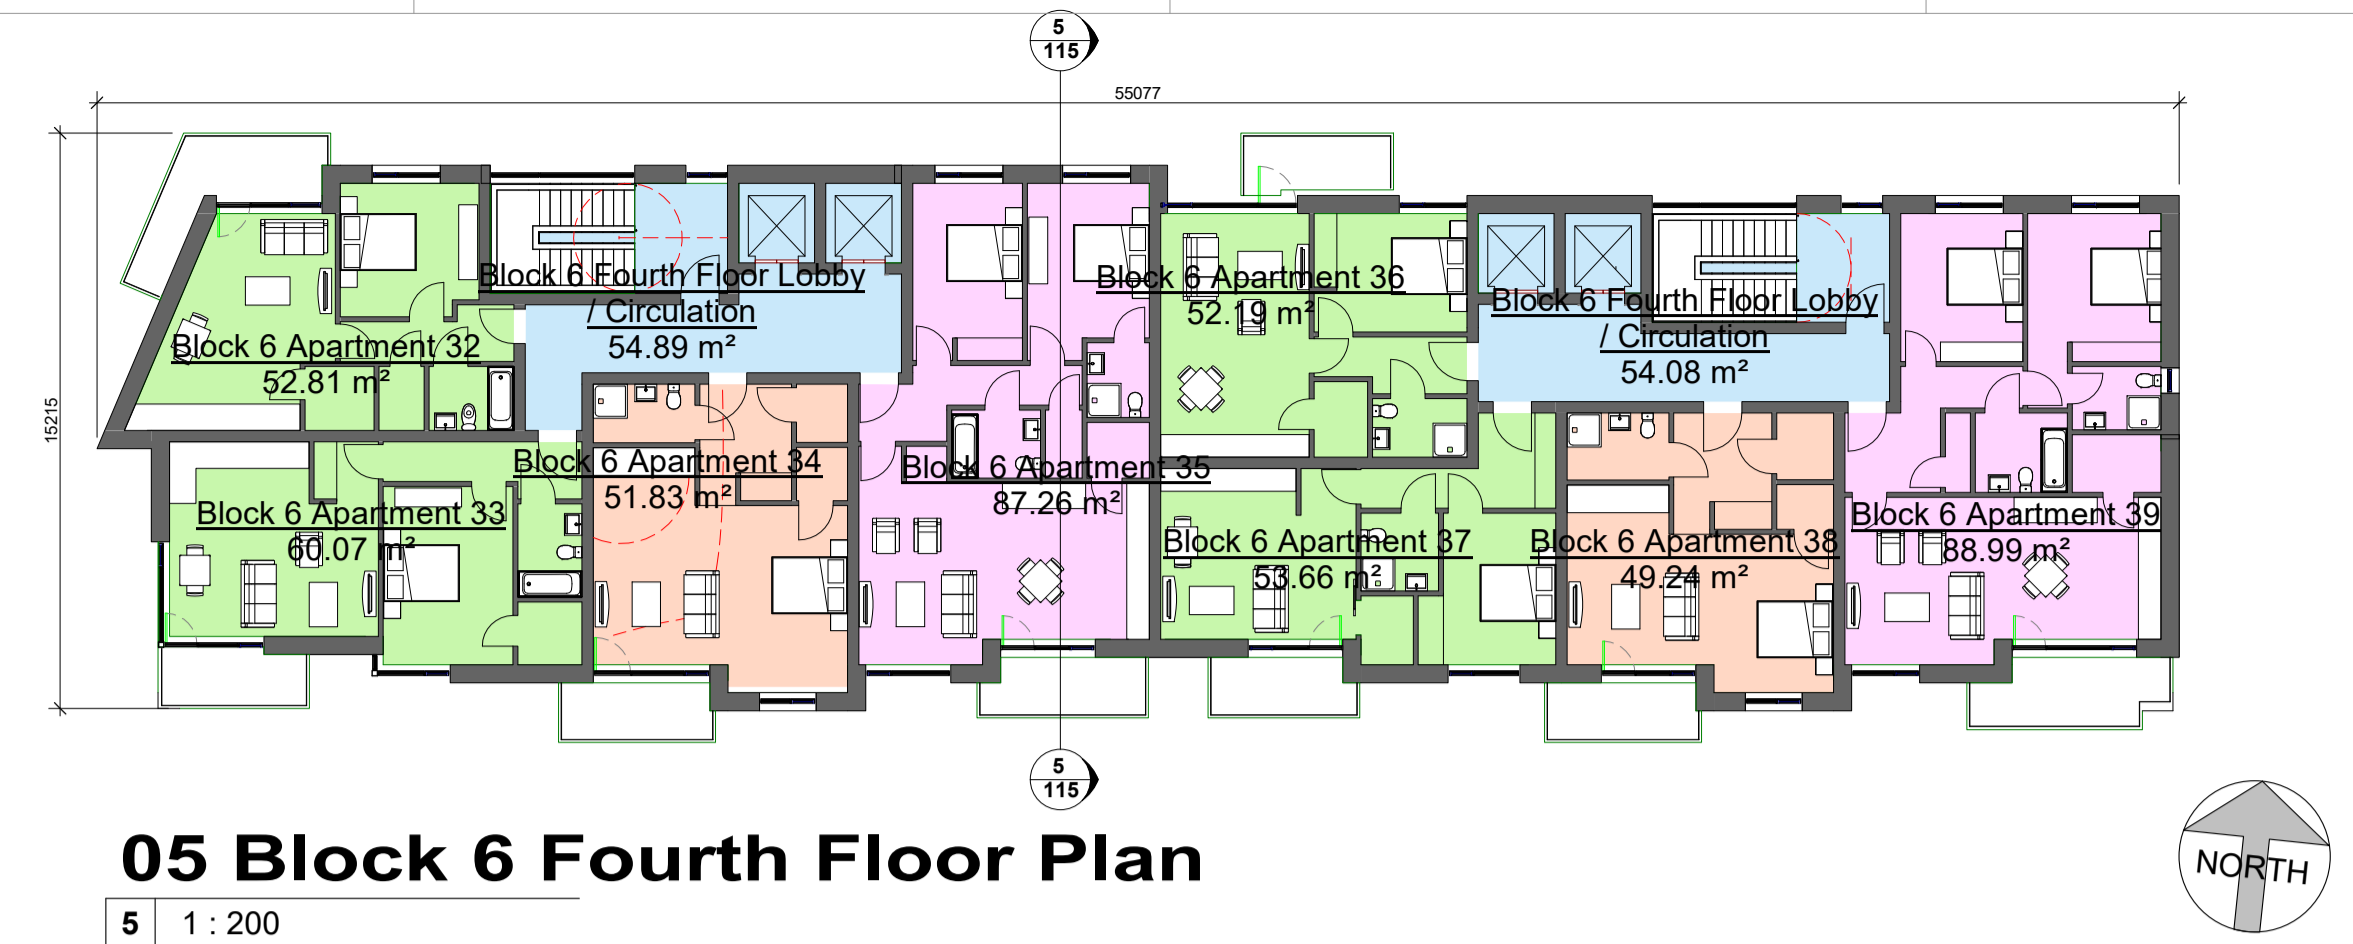 5
115
55077
15215
Block 6 Fourth Floor Lobby
/ Circulation
54.89 m²
Block 6 Apartment 36
52.19 m²
Block 6 Fourth Floor Lobby
/ Circulation
54.08 m²
Block 6 Apartment 32
52.81 m²
Block 6 Apartment 34
51.83 m²
Block 6 Apartment 35
87.26 m²
Block 6 Apartment 33
60.07 m²
Block 6 Apartment 37
53.66 m²
Block 6 Apartment 38
49.24 m²
Block 6 Apartment 39
88.99 m²
5
115
05 Block 6 Fourth Floor Plan
5 1 : 200
NORTH